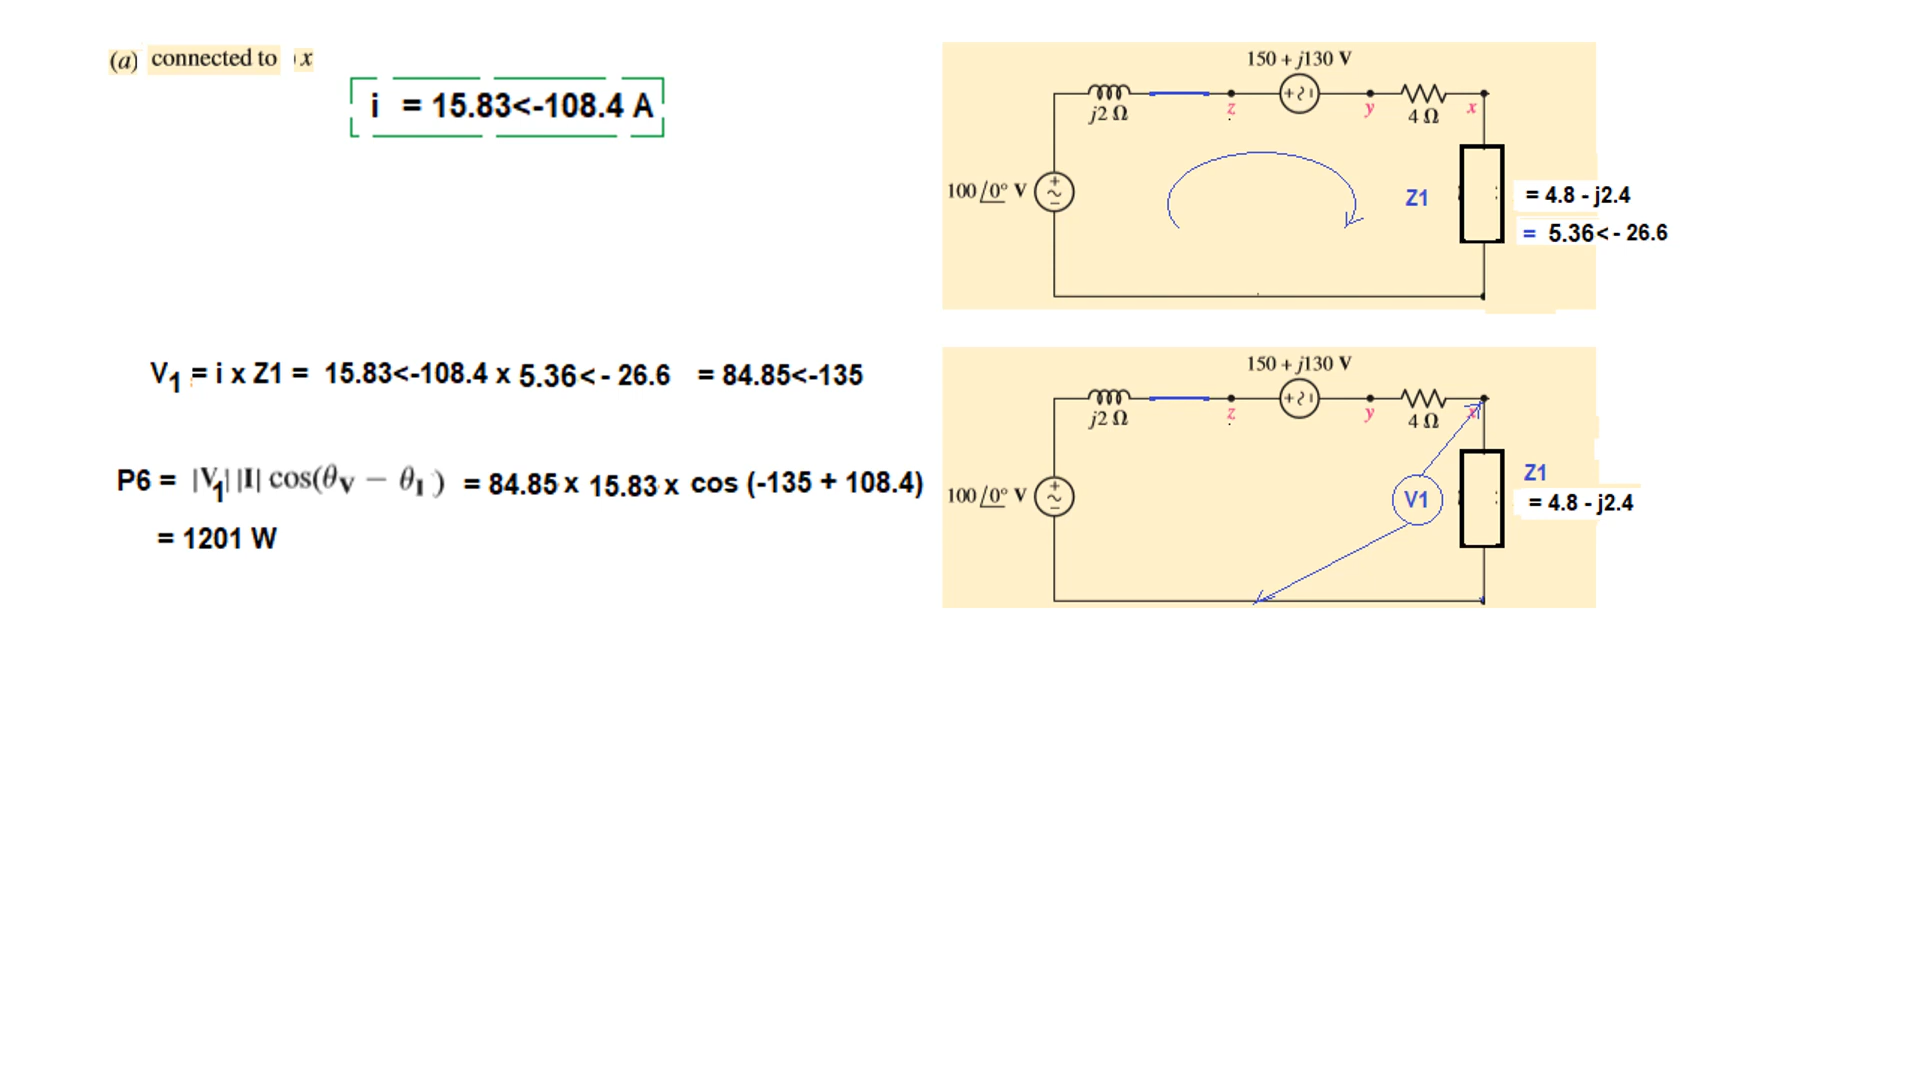 (a) connected to x
i = 15.83<-108.4 A
150 + j130 V
j2 Ω
z
y
4 Ω
x
100/0° V
Z1
= 4.8 - j2.4
= 5.36< - 26.6
V1 = i x Z1 = 15.83<-108.4 x 5.36< - 26.6 = 84.85<-135
P6 = |V1| |I| cos(θV − θI) = 84.85 x 15.83 x cos (-135 + 108.4)
= 1201 W
150 + j130 V
j2 Ω
z
y
4 Ω
100/0° V
V1
Z1
= 4.8 - j2.4